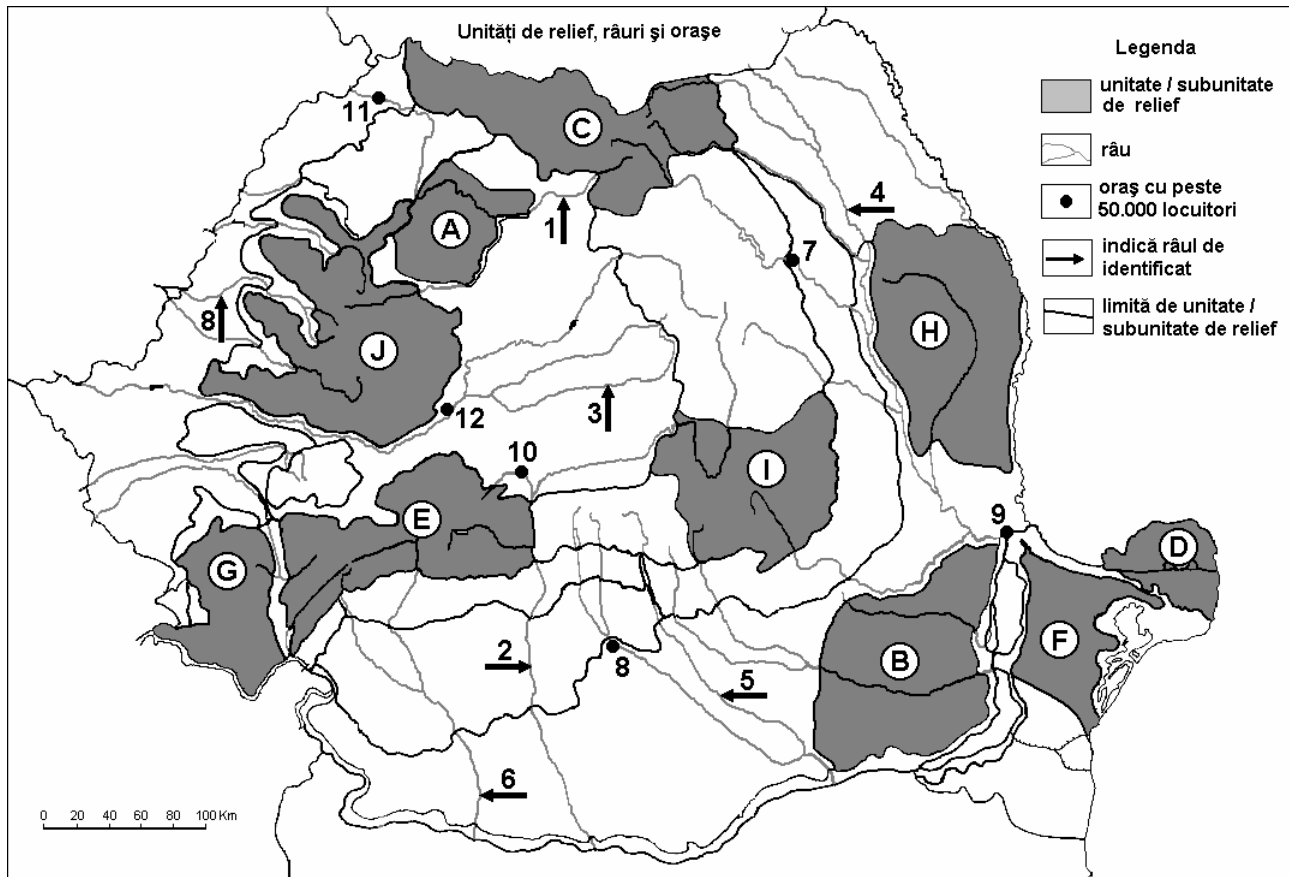 Unități de relief, râuri și orașe
Legenda
unitate / subunitate
de relief
râu
oraș cu peste
50.000 locuitori
indică râul de
identificat
limită de unitate /
subunitate de relief
11
C
4
A
1
7
8
J
H
12
3
10
I
E
9
D
G
F
2
8
B
5
6
0 20 40 60 80 100 Km